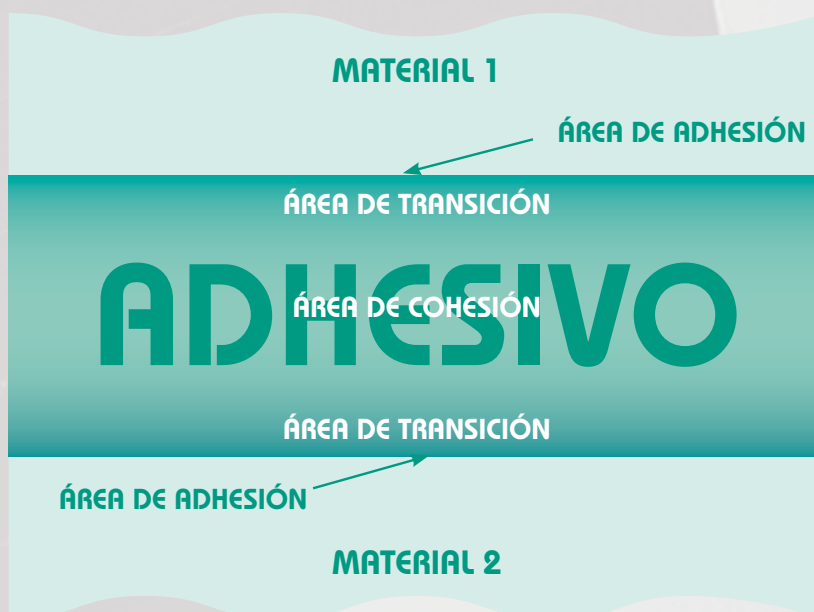 MATERIAL 1
ÁREA DE ADHESIÓN
ÁREA DE TRANSICIÓN
ADHESIVO
ÁREA DE COHESIÓN
ÁREA DE TRANSICIÓN
ÁREA DE ADHESIÓN
MATERIAL 2